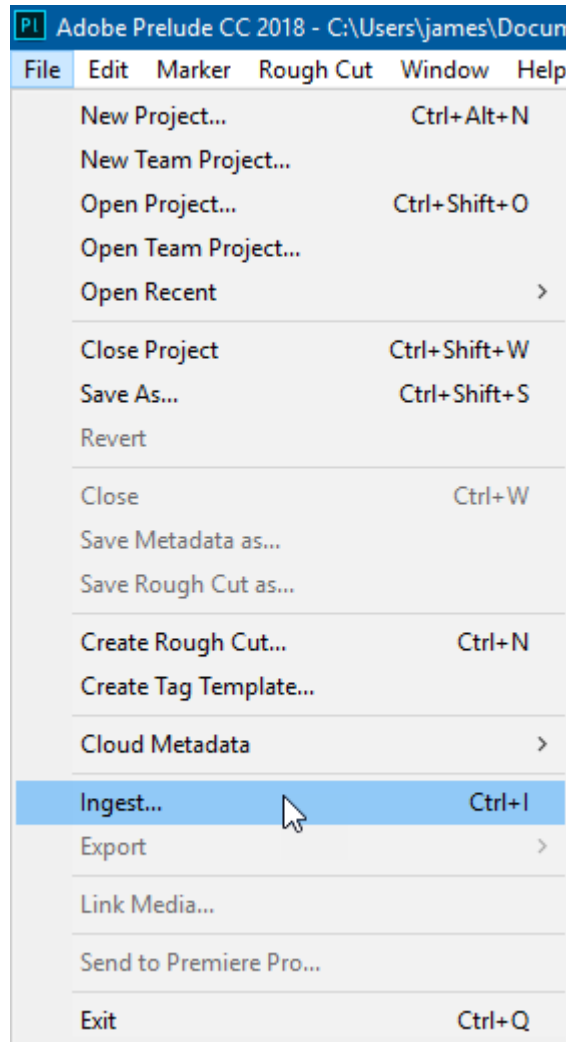 Pl Adobe Prelude CC 2018 - C:\Users\james\Docum
File Edit Marker Rough Cut Window Help
New Project... Ctrl+Alt+N
New Team Project...
Open Project... Ctrl+Shift+O
Open Team Project...
Open Recent >
Close Project Ctrl+Shift+W
Save As... Ctrl+Shift+S
Revert
Close Ctrl+W
Save Metadata as...
Save Rough Cut as...
Create Rough Cut... Ctrl+N
Create Tag Template...
Cloud Metadata >
Ingest... Ctrl+I
Export >
Link Media...
Send to Premiere Pro...
Exit Ctrl+Q